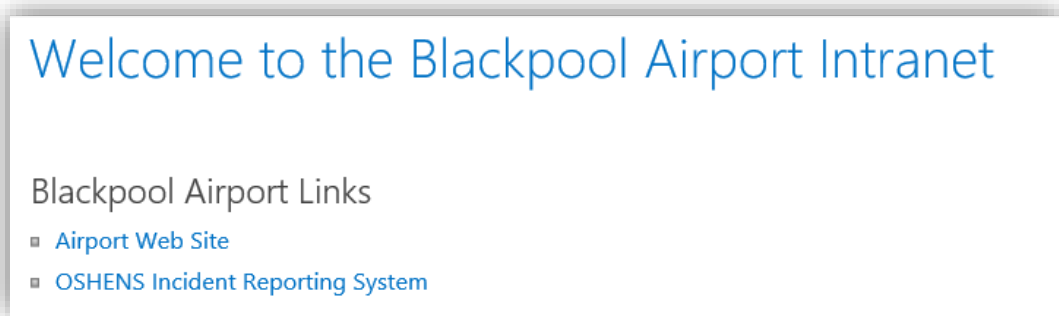 Welcome to the Blackpool Airport Intranet
Blackpool Airport Links
Airport Web Site
OSHENS Incident Reporting System